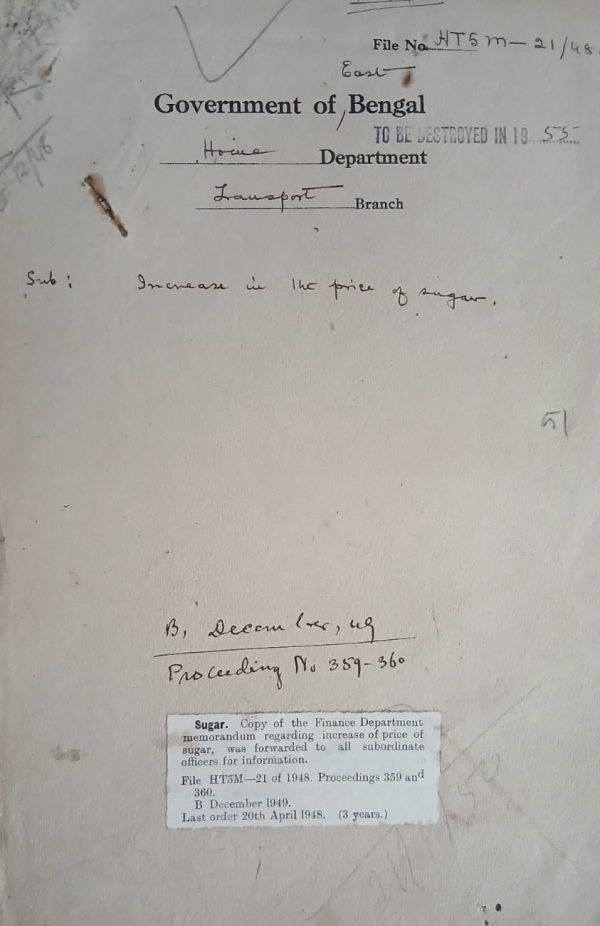 File No. HT5M-21/48.
East
Government of Bengal
TO BE DESTROYED IN 19 55
Home Department
Transport Branch
Sub: Increase in the price of sugar.
51
B, December, 49
Proceeding No 359-360
Sugar. Copy of the Finance Department
memorandum regarding increase of price of
sugar, was forwarded to all subordinate
officers for information.
File HT5M—21 of 1948. Proceedings 359 and
360.
B December 1949.
Last order 20th April 1948. (3 years.)